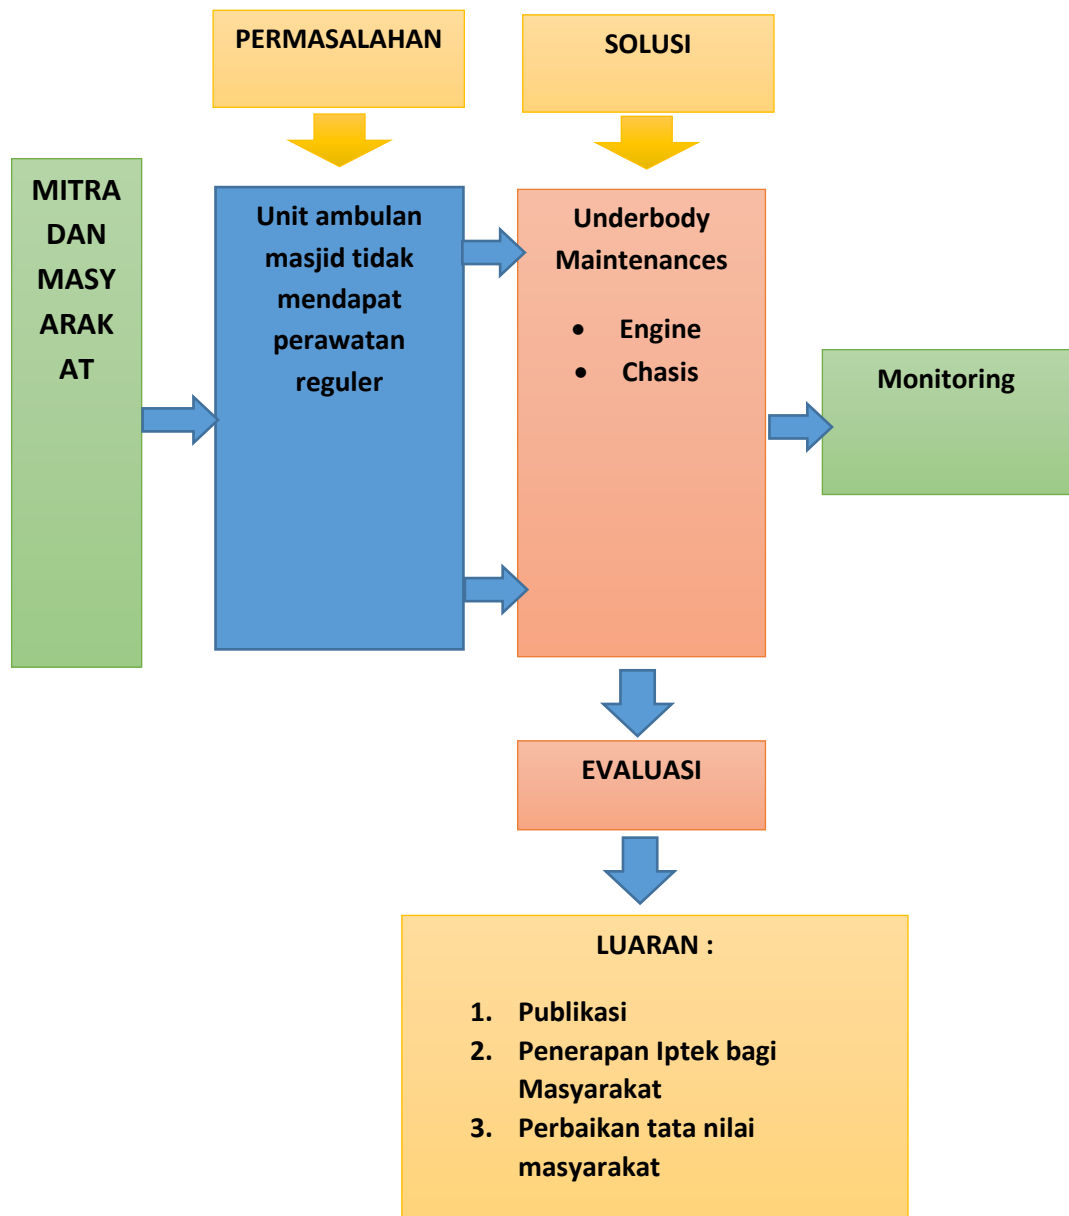 PERMASALAHAN
SOLUSI
MITRA
DAN
MASY
ARAK
AT
Unit ambulan
masjid tidak
mendapat
perawatan
reguler
Underbody
Maintenances
• Engine
• Chasis
Monitoring
EVALUASI
LUARAN :
1. Publikasi
2. Penerapan Iptek bagi
Masyarakat
3. Perbaikan tata nilai
masyarakat